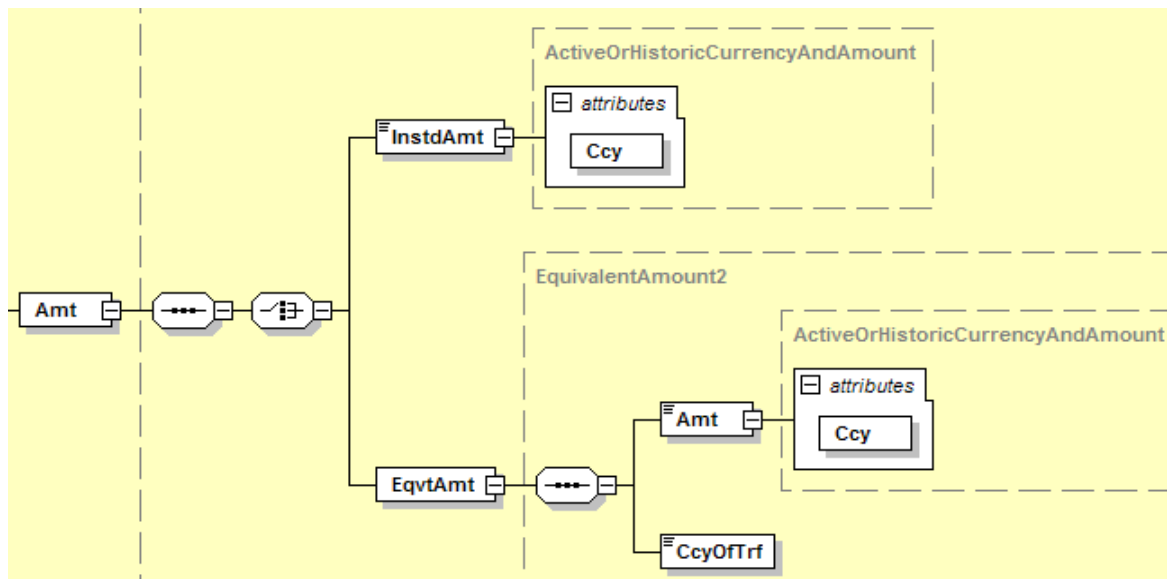 ActiveOrHistoricCurrencyAndAmount
attributes
InstdAmt
Ccy
EquivalentAmount2
Amt
ActiveOrHistoricCurrencyAndAmount
attributes
Amt
Ccy
EqvtAmt
CcyOfTrf